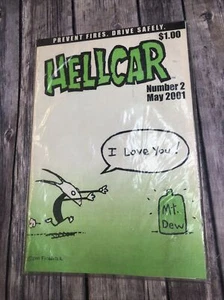 PREVENT FIRES. DRIVE SAFELY.
$1.00
HELLCAR
Number 2
May 2001
I Love You!
Mt.
Dew